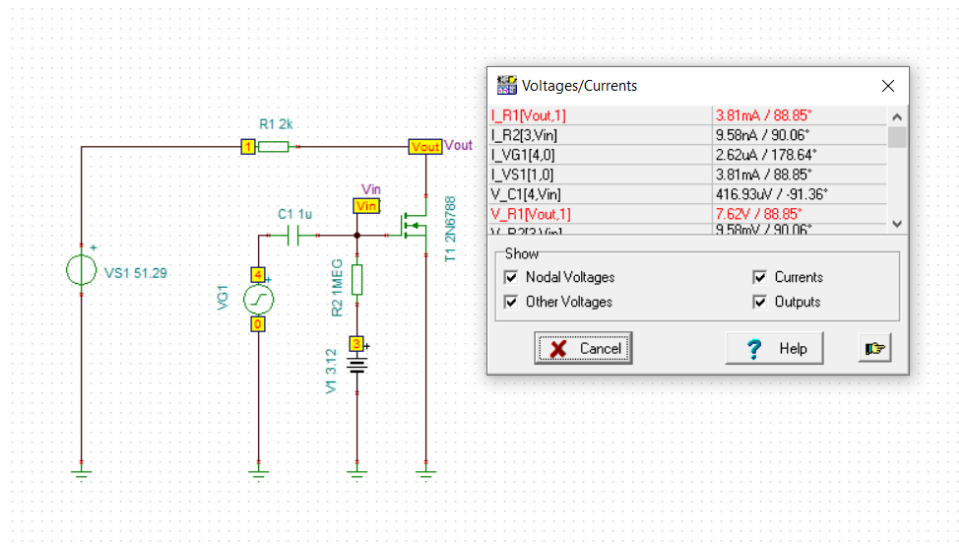 R1 2k
1
Vout
Vout
Vin
Vin
C1 1u
T1 2N6788
+
VS1 51.29
4
+
VG1
0
R2 1MEG
3
+
V1 3.12
Voltages/Currents
I_R1[Vout,1] 3.81mA / 88.85°
I_R2[3,Vin] 9.58nA / 90.06°
I_VG1[4,0] 2.62uA / 178.64°
I_VS1[1,0] 3.81mA / 88.85°
V_C1[4,Vin] 416.93uV / -91.36°
V_R1[Vout,1] 7.62V / 88.85°
V_R2[3,Vin] 9.58mV / 90.06°
Show
Nodal Voltages
Currents
Other Voltages
Outputs
Cancel
Help